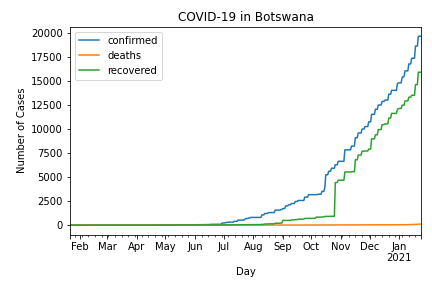 COVID-19 in Botswana
confirmed
deaths
recovered
Number of Cases
20000
17500
15000
12500
10000
7500
5000
2500
0
Feb Mar Apr May Jun Jul Aug Sep Oct Nov Dec Jan
2021
Day